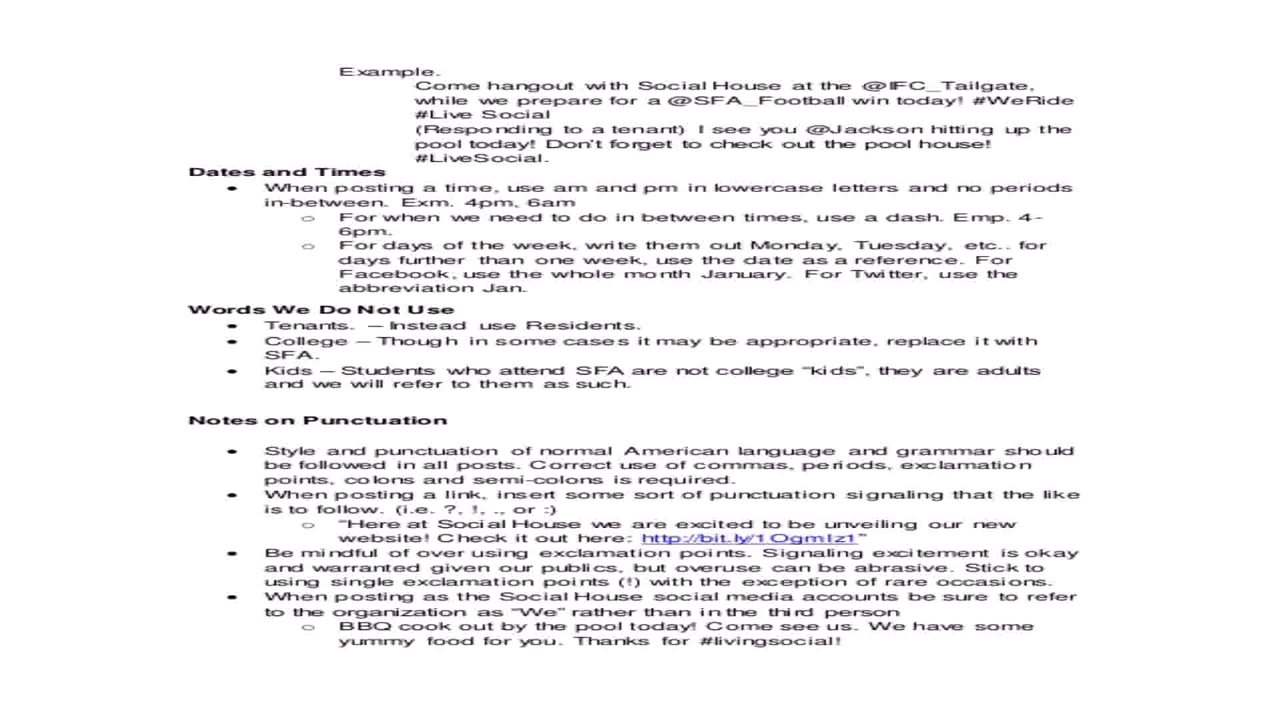 Example.
Come hangout with Social House at the @IFC_Tailgate,
while we prepare for a @SFA_Football win today! #WeRide
#Live Social
(Responding to a tenant) I see you @Jackson hitting up the
pool today! Don't forget to check out the pool house!
#LiveSocial.
Dates and Times
• When posting a time, use am and pm in lowercase letters and no periods
in-between. Exm. 4pm, 6am
o For when we need to do in between times, use a dash. Emp. 4-
6pm.
o For days of the week, write them out Monday, Tuesday, etc.. for
days further than one week, use the date as a reference. For
Facebook, use the whole month January. For Twitter, use the
abbreviation Jan.
Words We Do Not Use
• Tenants. – Instead use Residents.
• College – Though in some cases it may be appropriate, replace it with
SFA.
• Kids – Students who attend SFA are not college "kids", they are adults
and we will refer to them as such.
Notes on Punctuation
• Style and punctuation of normal American language and grammar should
be followed in all posts. Correct use of commas, periods, exclamation
points, colons and semi-colons is required.
• When posting a link, insert some sort of punctuation signaling that the like
is to follow. (i.e. ?, !, ., or :)
o "Here at Social House we are excited to be unveiling our new
website! Check it out here: http://bit.ly/1OgmIz1"
• Be mindful of over using exclamation points. Signaling excitement is okay
and warranted given our publics, but overuse can be abrasive. Stick to
using single exclamation points (!) with the exception of rare occasions.
• When posting as the Social House social media accounts be sure to refer
to the organization as "We" rather than in the third person
o BBQ cook out by the pool today! Come see us. We have some
yummy food for you. Thanks for #livingsocial!